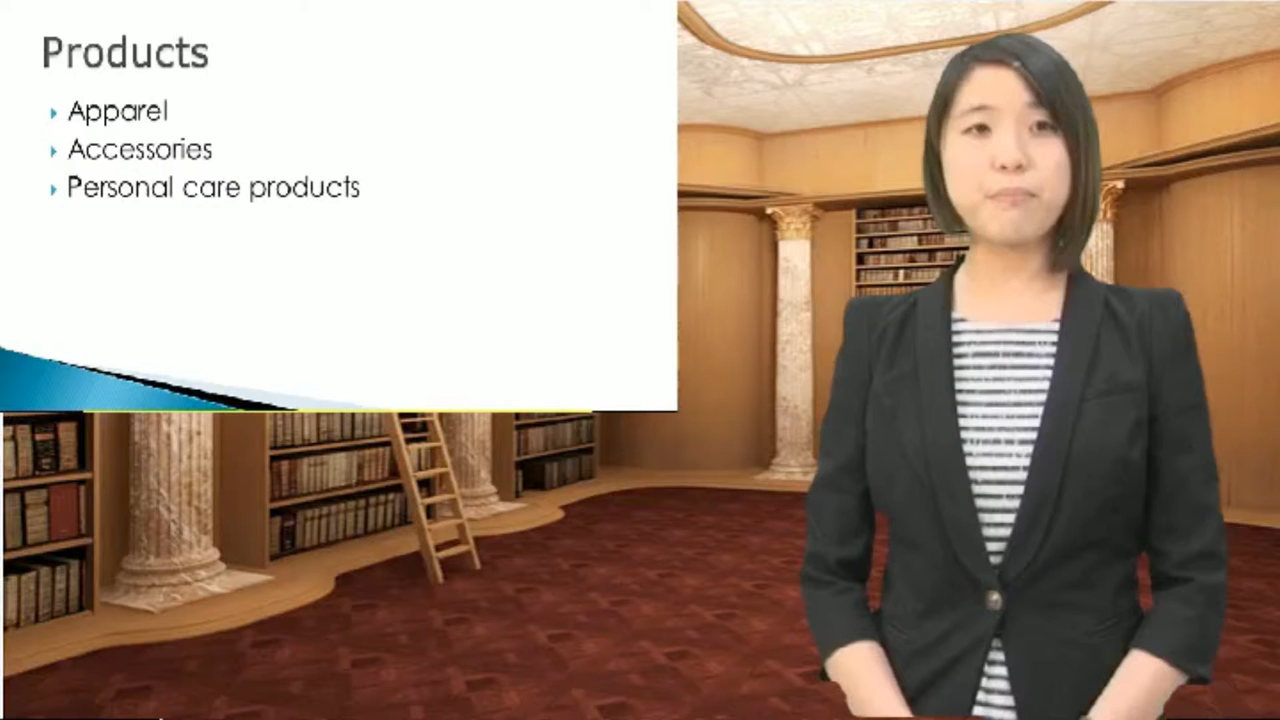 Products
Apparel
Accessories
Personal care products